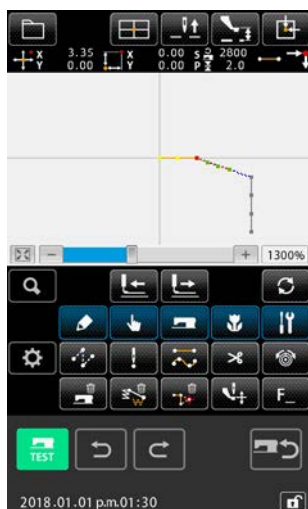 X 3.35 X 0.00 S 2800
Y 0.00 Y 0.00 P 2.0
1300%
F_
TEST
2018.01.01 p.m.01:30